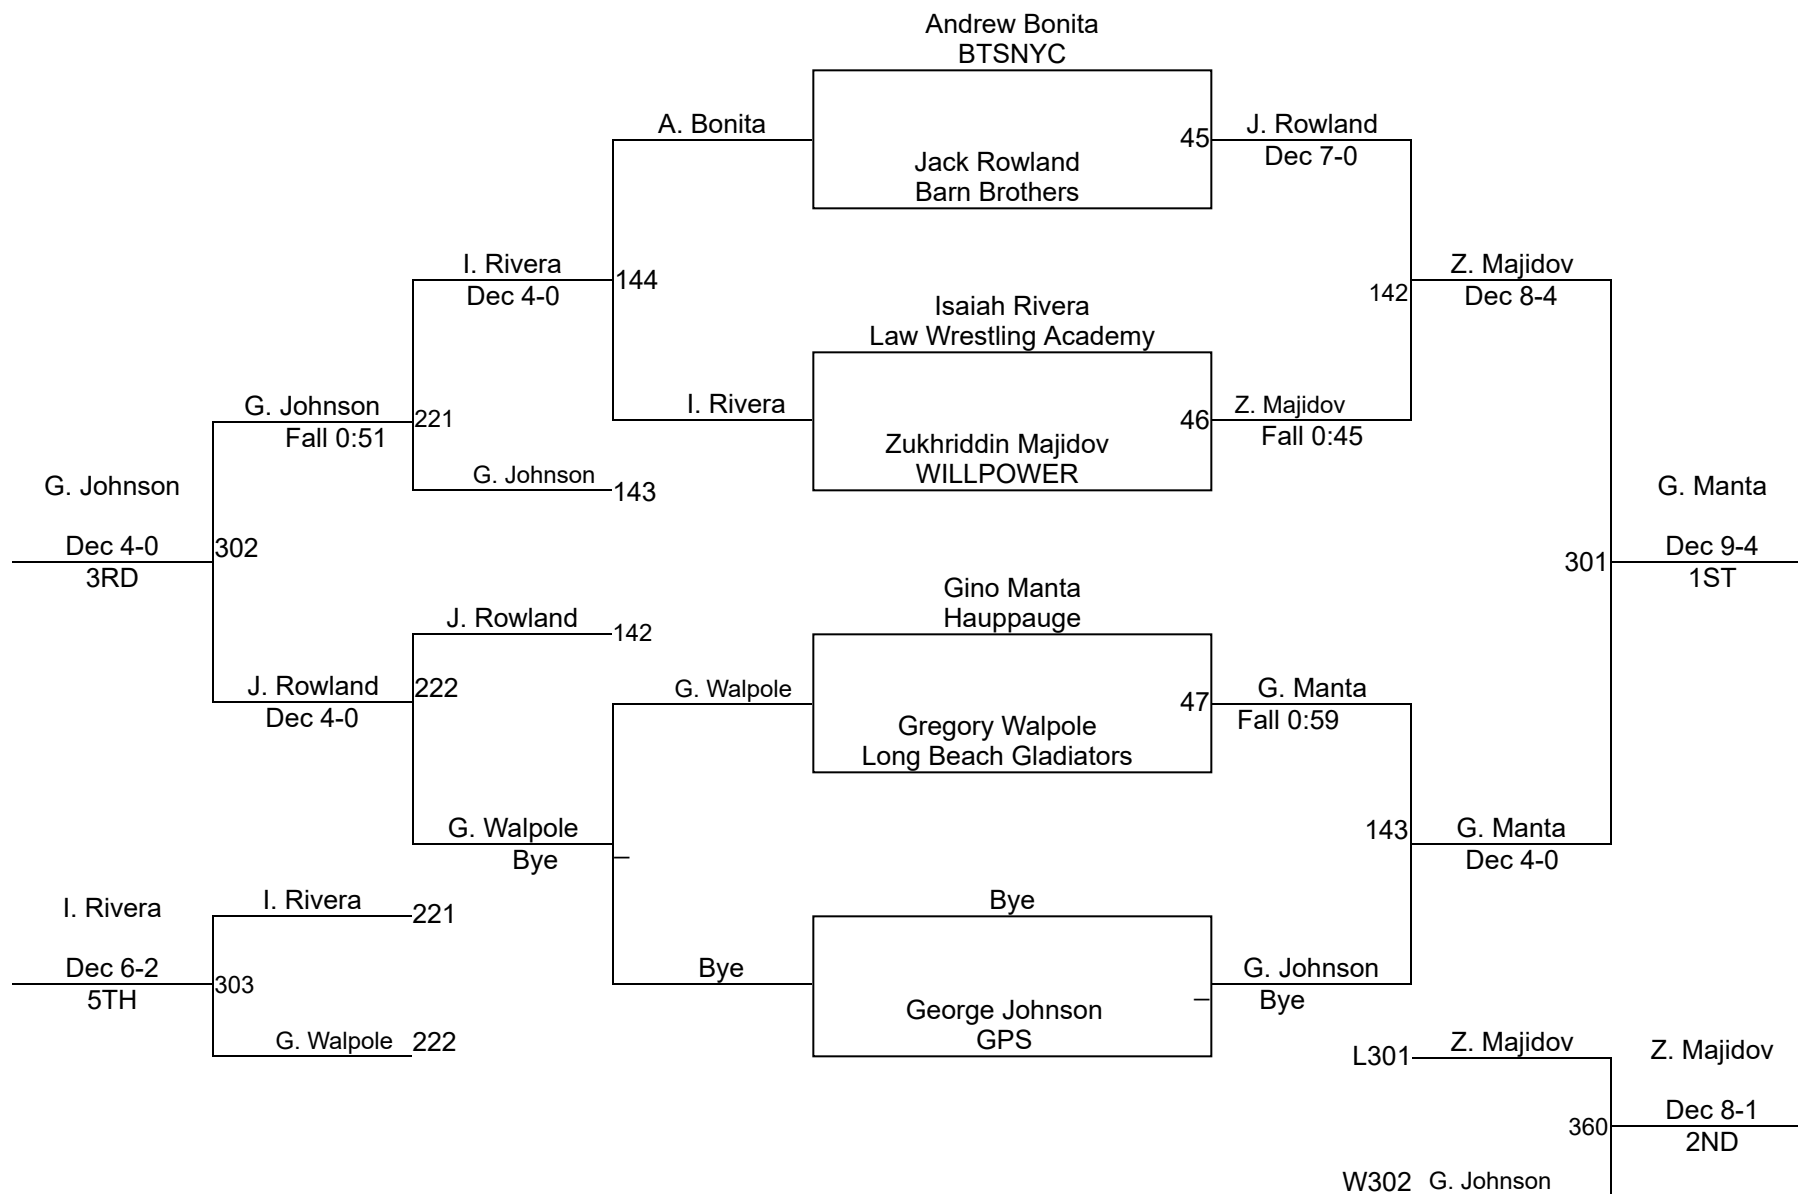 Andrew Bonita
BTSNYC
A. Bonita
45
J. Rowland
Dec 7-0
Jack Rowland
Barn Brothers
I. Rivera
Dec 4-0
144
142
Z. Majidov
Dec 8-4
Isaiah Rivera
Law Wrestling Academy
I. Rivera
46
Z. Majidov
Fall 0:45
Zukhriddin Majidov
WILLPOWER
G. Johnson
Fall 0:51
221
G. Johnson
143
G. Johnson
Dec 4-0
3RD
302
301
G. Manta
Dec 9-4
1ST
Gino Manta
Hauppauge
J. Rowland
142
G. Walpole
47
G. Manta
Fall 0:59
J. Rowland
Dec 4-0
222
Gregory Walpole
Long Beach Gladiators
G. Walpole
Bye
143
G. Manta
Dec 4-0
I. Rivera
I. Rivera
221
Bye
Dec 6-2
5TH
303
Bye
G. Johnson
Bye
George Johnson
GPS
G. Walpole
222
L301
Z. Majidov
Z. Majidov
Dec 8-1
2ND
360
W302
G. Johnson